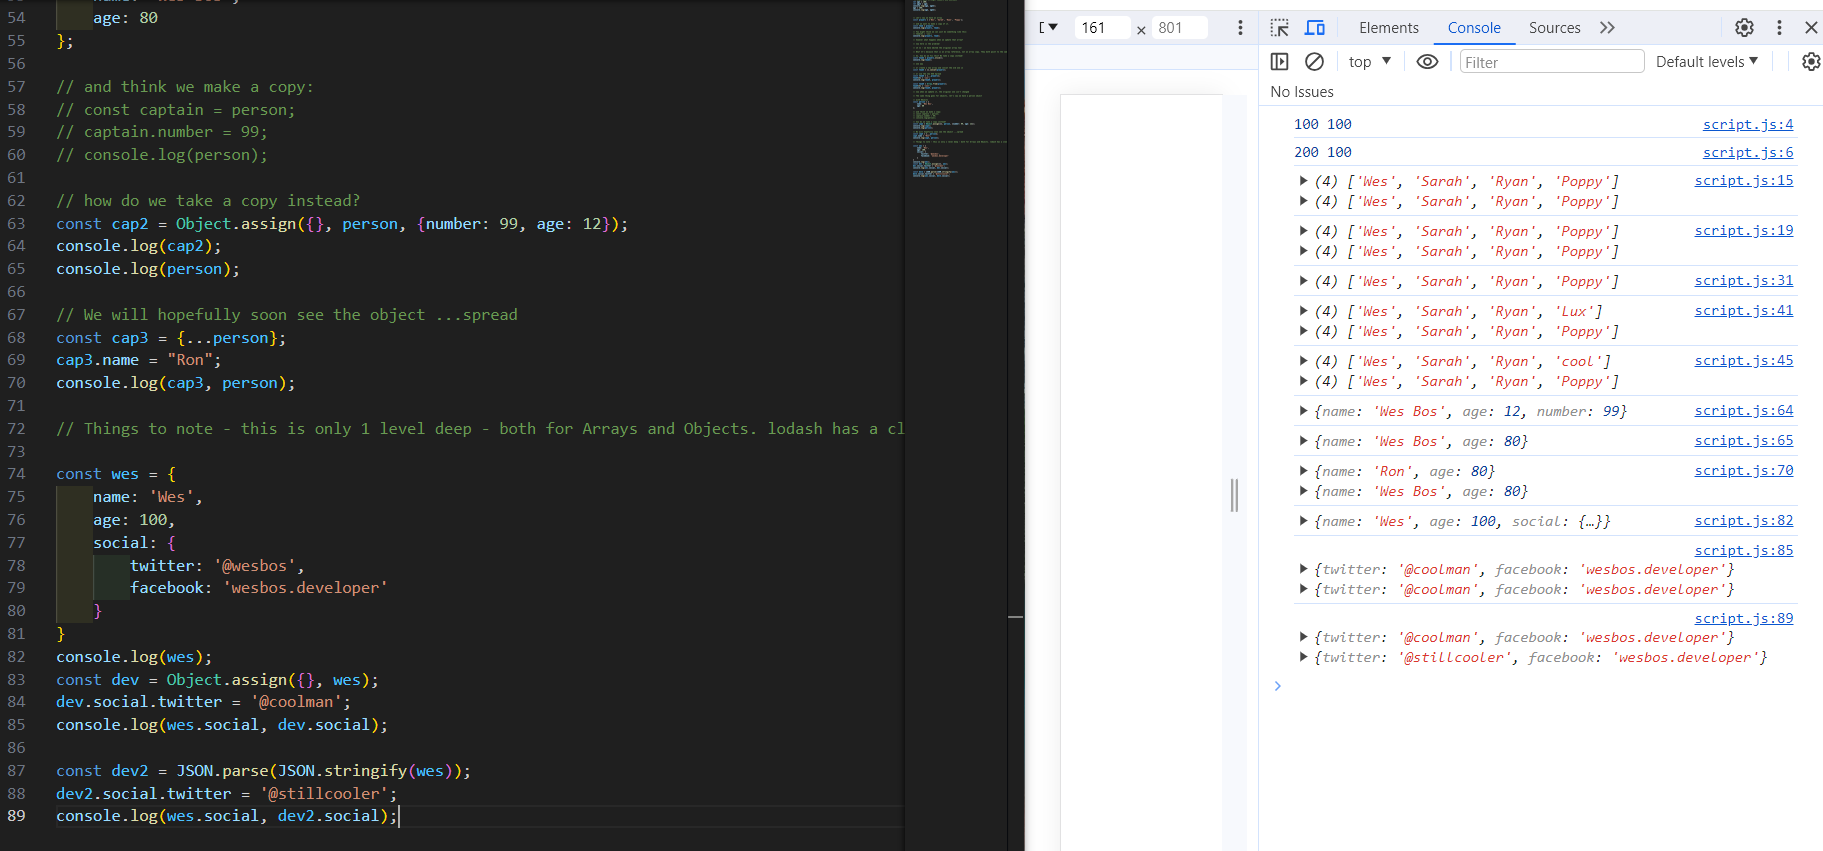 54 age: 80
55 };
56
57 // and think we make a copy:
58 // const captain = person;
59 // captain.number = 99;
60 // console.log(person);
61
62 // how do we take a copy instead?
63 const cap2 = Object.assign({}, person, {number: 99, age: 12});
64 console.log(cap2);
65 console.log(person);
66
67 // We will hopefully soon see the object ...spread
68 const cap3 = {...person};
69 cap3.name = "Ron";
70 console.log(cap3, person);
71
72 // Things to note - this is only 1 level deep - both for Arrays and Objects. lodash has a cl
73
74 const wes = {
75 name: 'Wes',
76 age: 100,
77 social: {
78 twitter: '@wesbos',
79 facebook: 'wesbos.developer'
80 }
81 }
82 console.log(wes);
83 const dev = Object.assign({}, wes);
84 dev.social.twitter = '@coolman';
85 console.log(wes.social, dev.social);
86
87 const dev2 = JSON.parse(JSON.stringify(wes));
88 dev2.social.twitter = '@stillcooler';
89 console.log(wes.social, dev2.social);
161 × 801
Elements Console Sources
top Filter Default levels
No Issues
100 100 script.js:4
200 100 script.js:6
(4) ['Wes', 'Sarah', 'Ryan', 'Poppy'] script.js:15
(4) ['Wes', 'Sarah', 'Ryan', 'Poppy']
(4) ['Wes', 'Sarah', 'Ryan', 'Poppy'] script.js:19
(4) ['Wes', 'Sarah', 'Ryan', 'Poppy']
(4) ['Wes', 'Sarah', 'Ryan', 'Poppy'] script.js:31
(4) ['Wes', 'Sarah', 'Ryan', 'Lux'] script.js:41
(4) ['Wes', 'Sarah', 'Ryan', 'Poppy']
(4) ['Wes', 'Sarah', 'Ryan', 'cool'] script.js:45
(4) ['Wes', 'Sarah', 'Ryan', 'Poppy']
{name: 'Wes Bos', age: 12, number: 99} script.js:64
{name: 'Wes Bos', age: 80} script.js:65
{name: 'Ron', age: 80} script.js:70
{name: 'Wes Bos', age: 80}
{name: 'Wes', age: 100, social: {…}} script.js:82
script.js:85
{twitter: '@coolman', facebook: 'wesbos.developer'}
{twitter: '@coolman', facebook: 'wesbos.developer'}
script.js:89
{twitter: '@coolman', facebook: 'wesbos.developer'}
{twitter: '@stillcooler', facebook: 'wesbos.developer'}